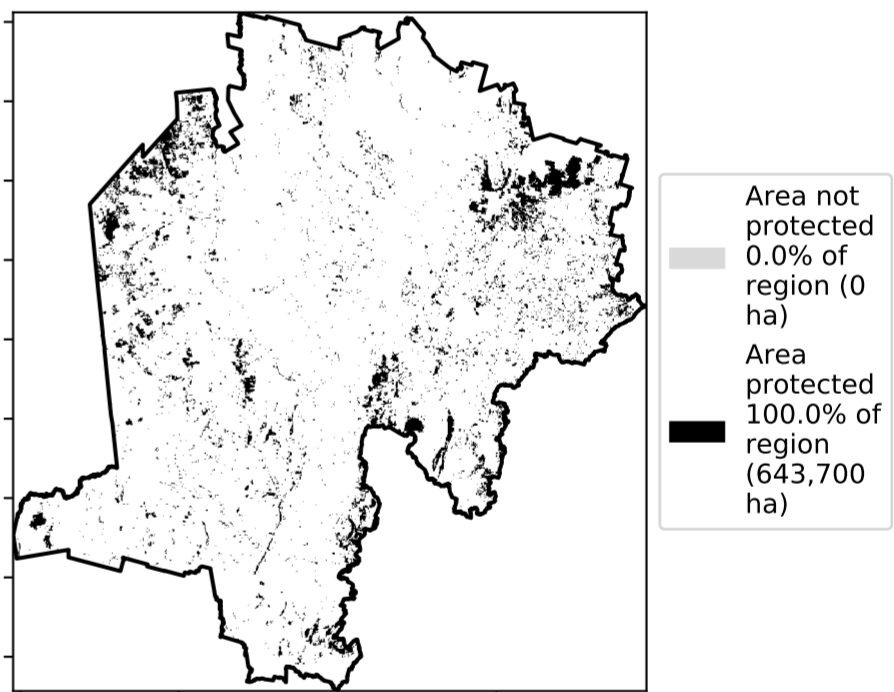 Area not
protected
0.0% of
region (0
ha)
Area
protected
100.0% of
region
(643,700
ha)